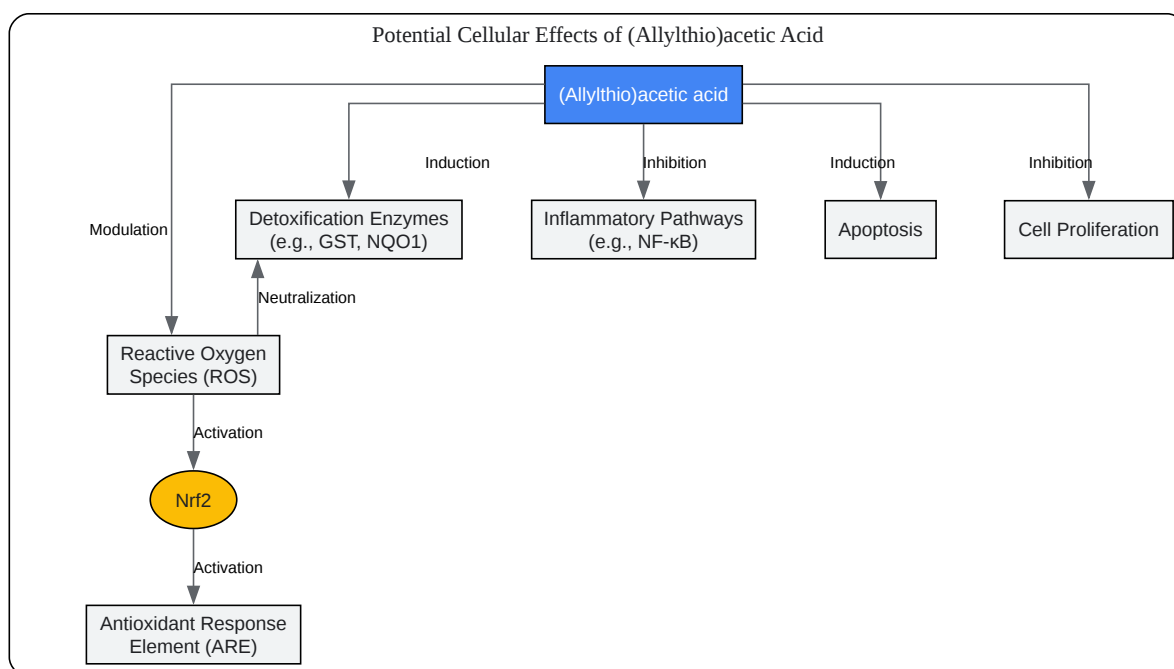 Potential Cellular Effects of (Allylthio)acetic Acid
(Allylthio)acetic acid
Induction
Inhibition
Induction
Inhibition
Modulation
Detoxification Enzymes
(e.g., GST, NQO1)
Inflammatory Pathways
(e.g., NF-κB)
Apoptosis
Cell Proliferation
Neutralization
Reactive Oxygen
Species (ROS)
Activation
Nrf2
Activation
Antioxidant Response
Element (ARE)